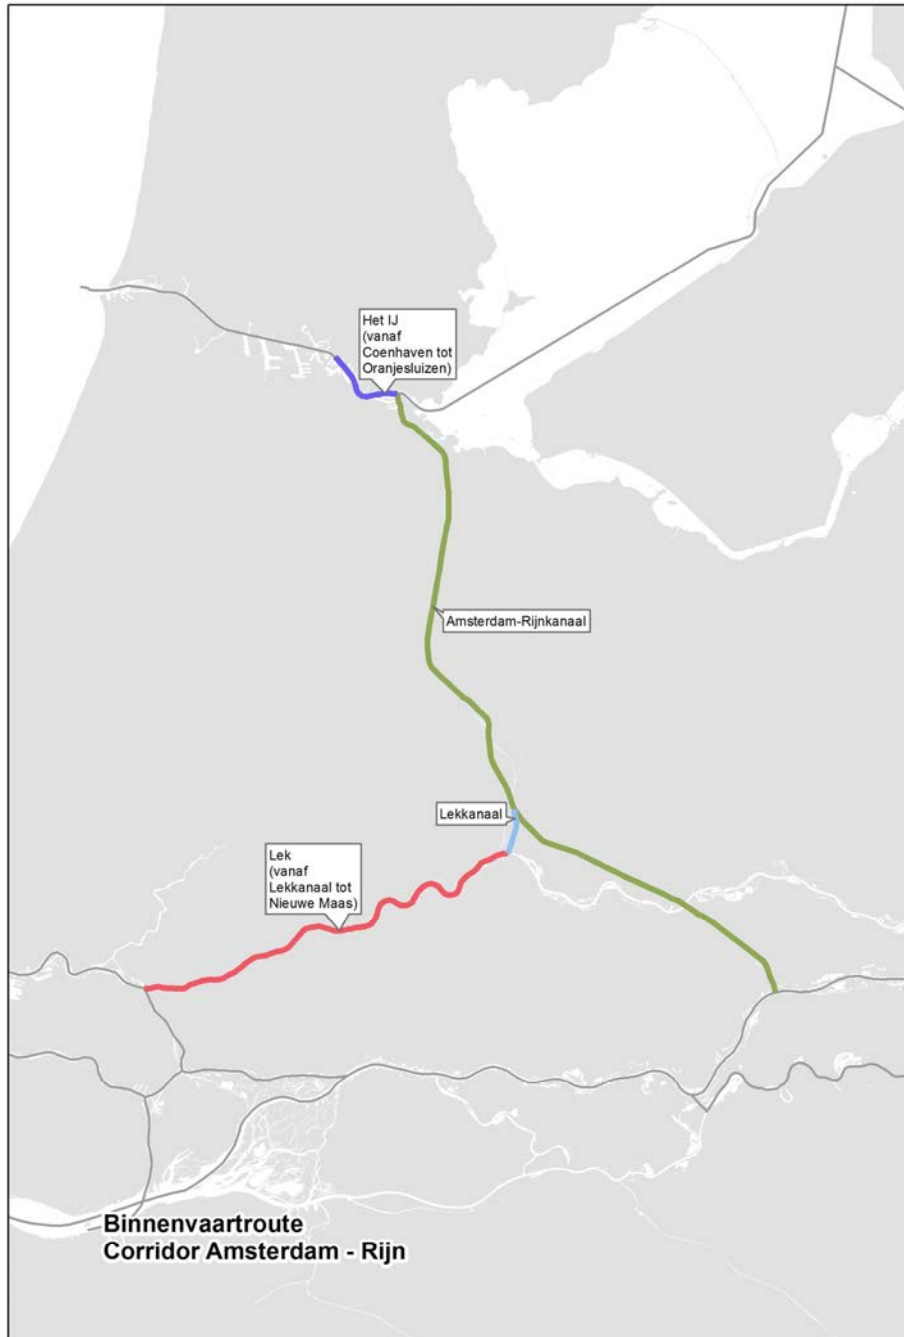 Het IJ
(vanaf
Coenhaven tot
Oranjesluizen)
Amsterdam-Rijnkanaal
Lekkanaal
Lek
(vanaf
Lekkanaal tot
Nieuwe Maas)
Binnenvaartroute
Corridor Amsterdam - Rijn